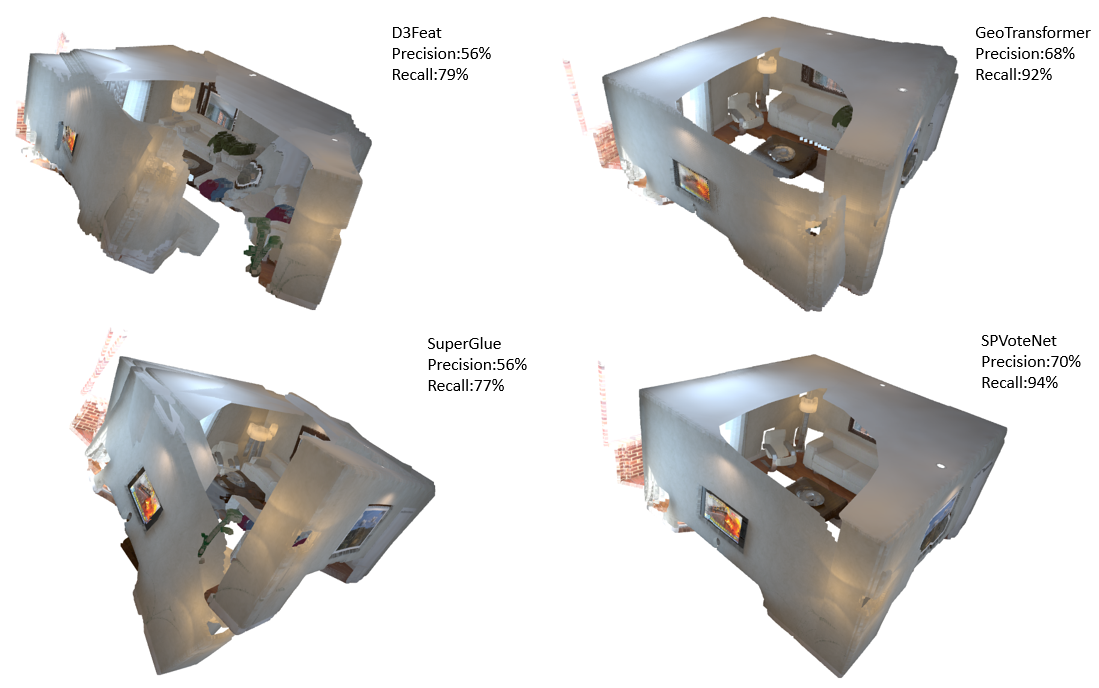 D3Feat
Precision:56%
Recall:79%
GeoTransformer
Precision:68%
Recall:92%
SuperGlue
Precision:56%
Recall:77%
SPVoteNet
Precision:70%
Recall:94%